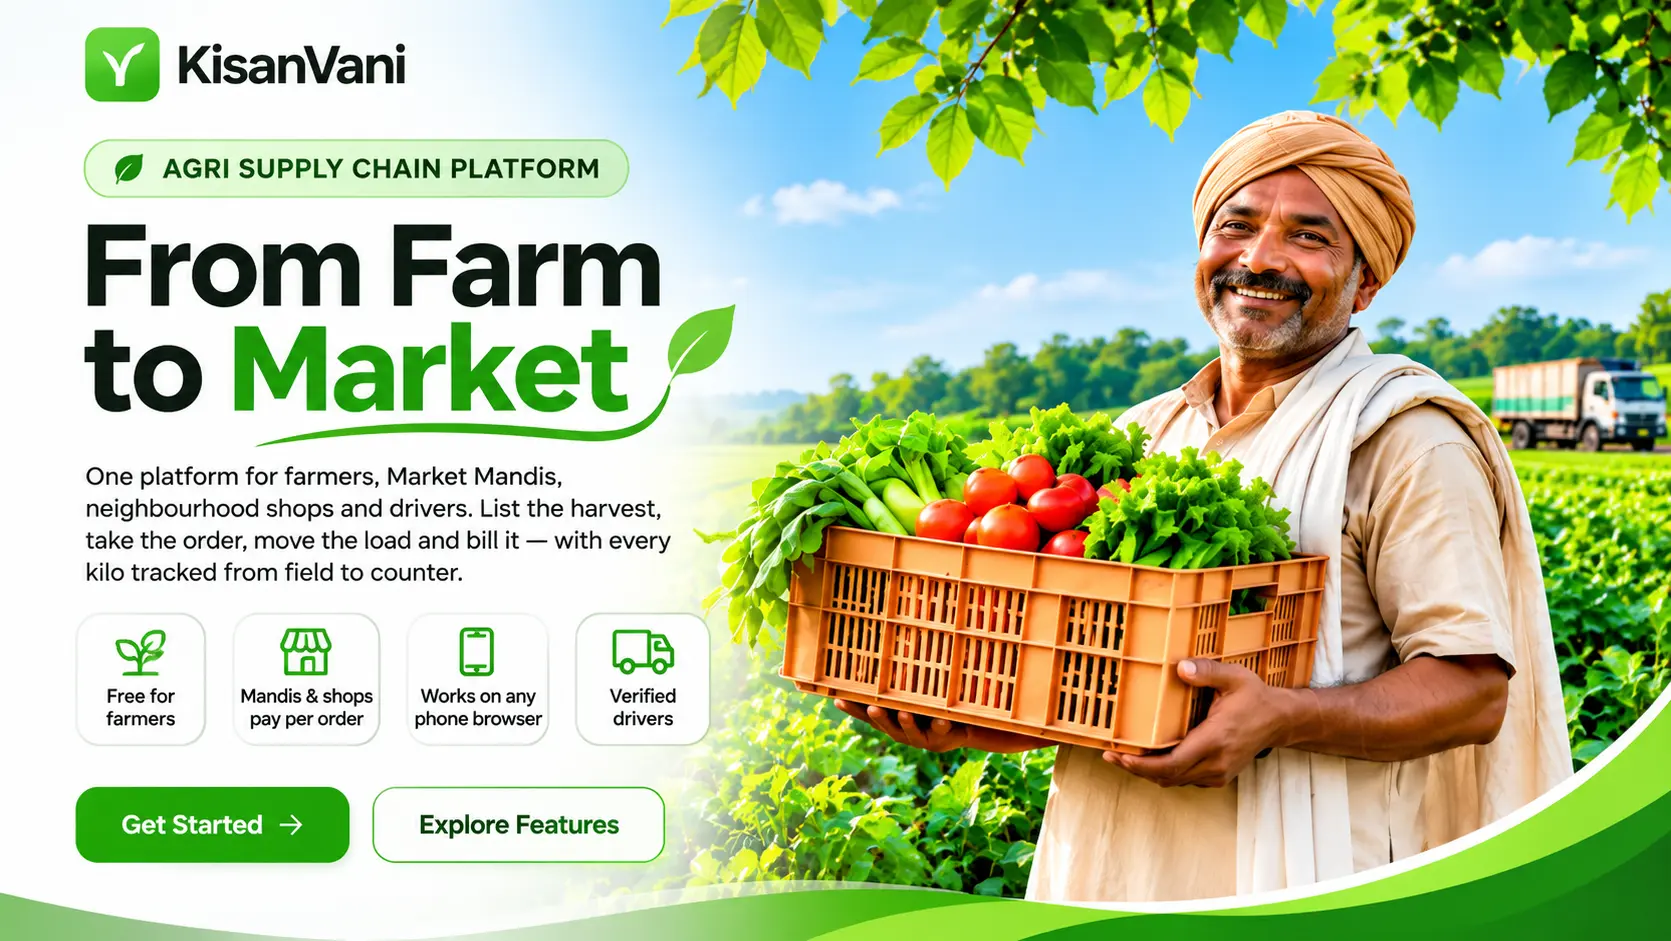 KisanVani
AGRI SUPPLY CHAIN PLATFORM
From Farm
to Market
One platform for farmers, Market Mandis,
neighbourhood shops and drivers. List the harvest,
take the order, move the load and bill it — with every
kilo tracked from field to counter.
Free for
farmers
Mandis & shops
pay per order
Works on any
phone browser
Verified
drivers
Get Started →
Explore Features